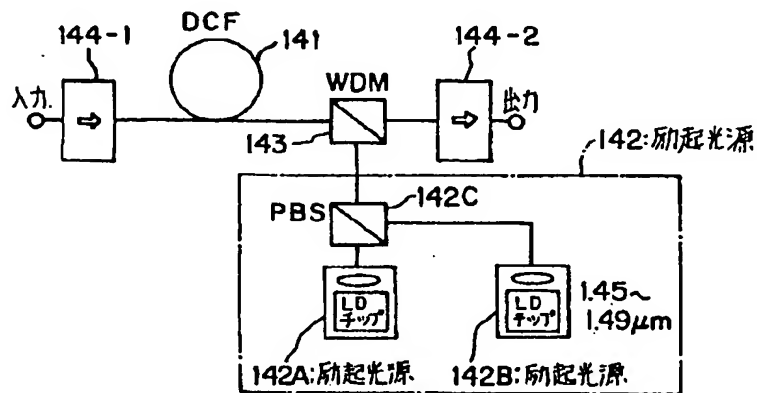 DCF
144-1
141
144-2
WDM
入力.
出力
143
142:励起光源
142C
PBS
LD
チップ
LD
チップ
1.45~
1.49μm
142A:励起光源
142B:励起光源